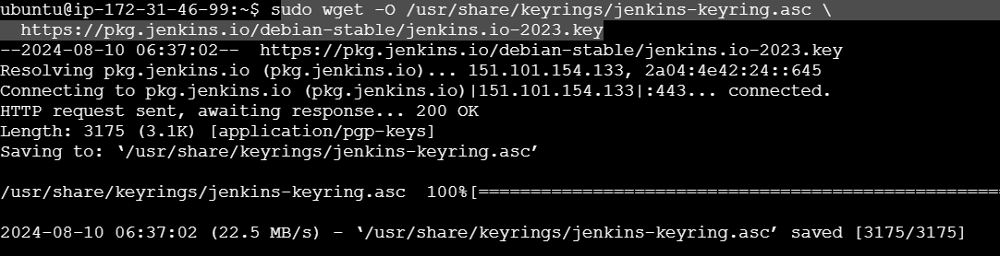 ubuntu@ip-172-31-46-99:~$ sudo wget -O /usr/share/keyrings/jenkins-keyring.asc \
  https://pkg.jenkins.io/debian-stable/jenkins.io-2023.key
--2024-08-10 06:37:02--  https://pkg.jenkins.io/debian-stable/jenkins.io-2023.key
Resolving pkg.jenkins.io (pkg.jenkins.io)... 151.101.154.133, 2a04:4e42:24::645
Connecting to pkg.jenkins.io (pkg.jenkins.io)|151.101.154.133|:443... connected.
HTTP request sent, awaiting response... 200 OK
Length: 3175 (3.1K) [application/pgp-keys]
Saving to: ‘/usr/share/keyrings/jenkins-keyring.asc’
/usr/share/keyrings/jenkins-keyring.asc  100%[=================================================
2024-08-10 06:37:02 (22.5 MB/s) - ‘/usr/share/keyrings/jenkins-keyring.asc’ saved [3175/3175]